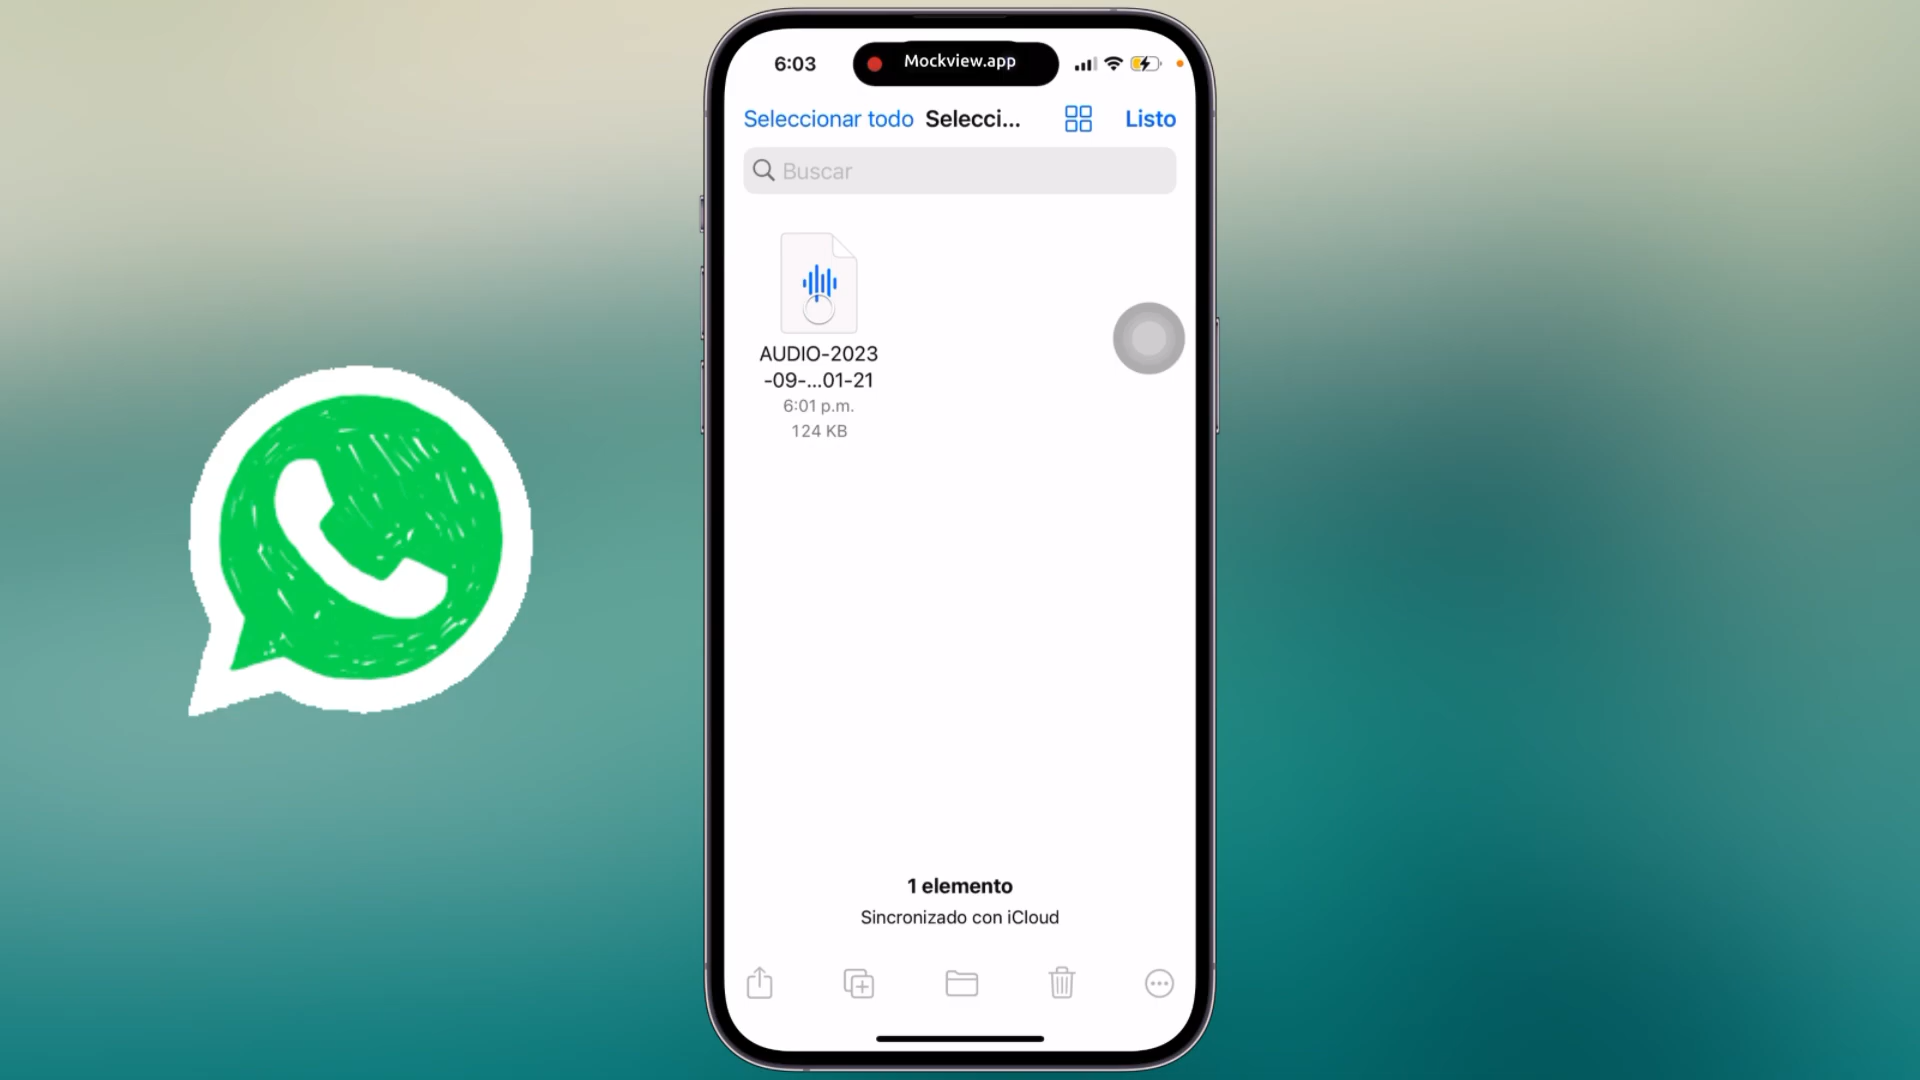 6:03
Mockview.app
Seleccionar todo Selecci... Listo
Buscar
AUDIO-2023
-09-...01-21
6:01 p.m.
124 KB
1 elemento
Sincronizado con iCloud